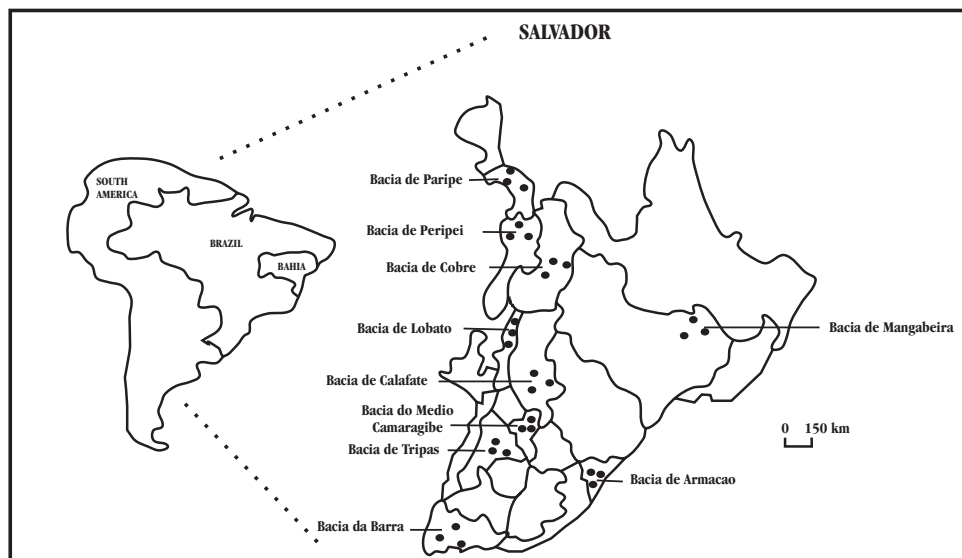 SALVADOR
SOUTH
AMERICA
BRAZIL
BAHIA
Bacia de Paripe
Bacia de Peripei
Bacia de Cobre
Bacia de Lobato
Bacia de Mangabeira
Bacia de Calafate
Bacia do Medio
Camaragibe
Bacia de Tripas
0 150 km
Bacia de Armacao
Bacia da Barra